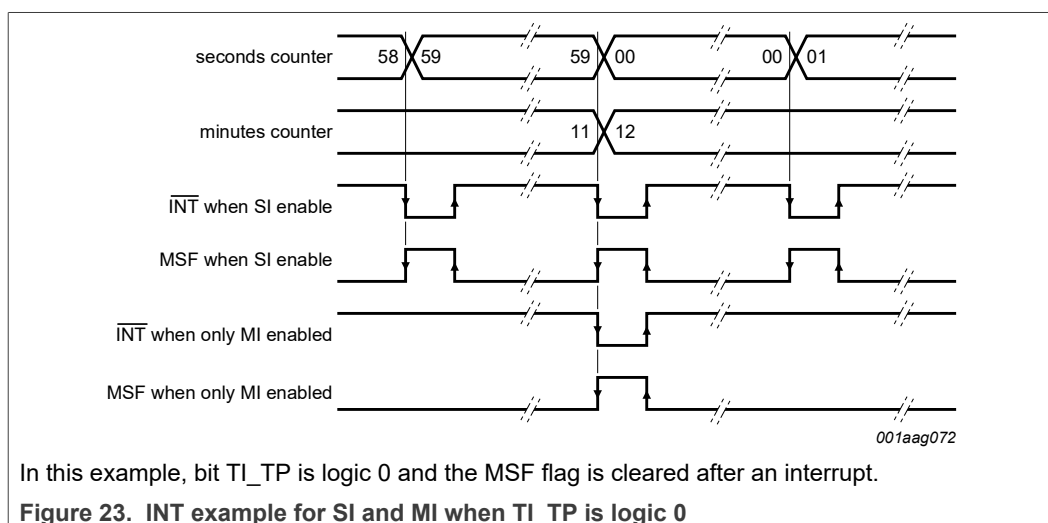 seconds counter 58 59 59 00 00 01
minutes counter 11 12
INT when SI enable
MSF when SI enable
INT when only MI enabled
MSF when only MI enabled
001aag072
In this example, bit TI_TP is logic 0 and the MSF flag is cleared after an interrupt.
Figure 23. INT example for SI and MI when TI_TP is logic 0